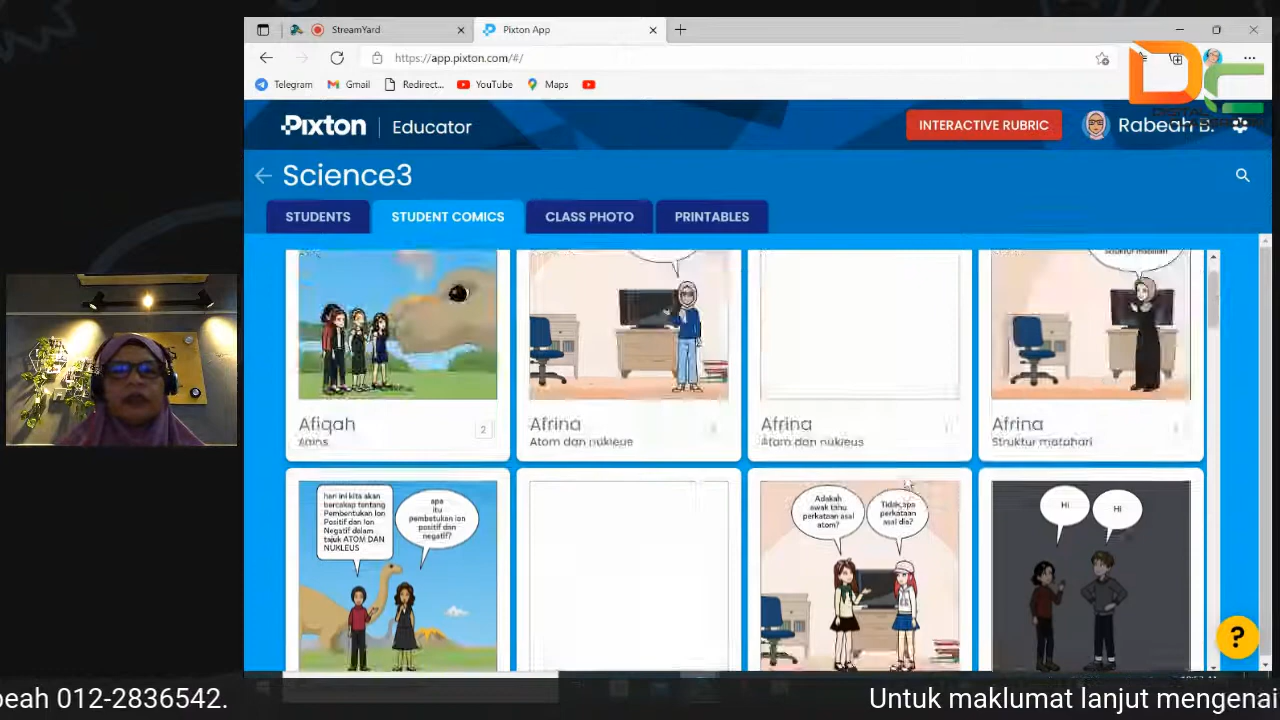 StreamYard
Pixton App
https://app.pixton.com/#/
Telegram
Gmail
Redirect...
YouTube
Maps
DC
Pixton
Educator
INTERACTIVE RUBRIC
Rabeah B.
Science3
STUDENTS
STUDENT COMICS
CLASS PHOTO
PRINTABLES
Afiqah
2
Afrina
Atom dan nukleus
Afrina
Atom dan nukleus
Afrina
Struktur matahari
hari ini kita akan
bercakap tentang
Pembentukan Ion
Positif dan Ion
Negatif dalam
tajuk ATOM DAN
NUKLEUS
apa
itu
pembetukan ion
positif dan
negatif?
Adakah
awak tahu
perkataan asal
atom?
Tidak,apa
perkataan
asal dia?
Hi
Hi
?
beah 012-2836542.
Untuk maklumat lanjut mengenai